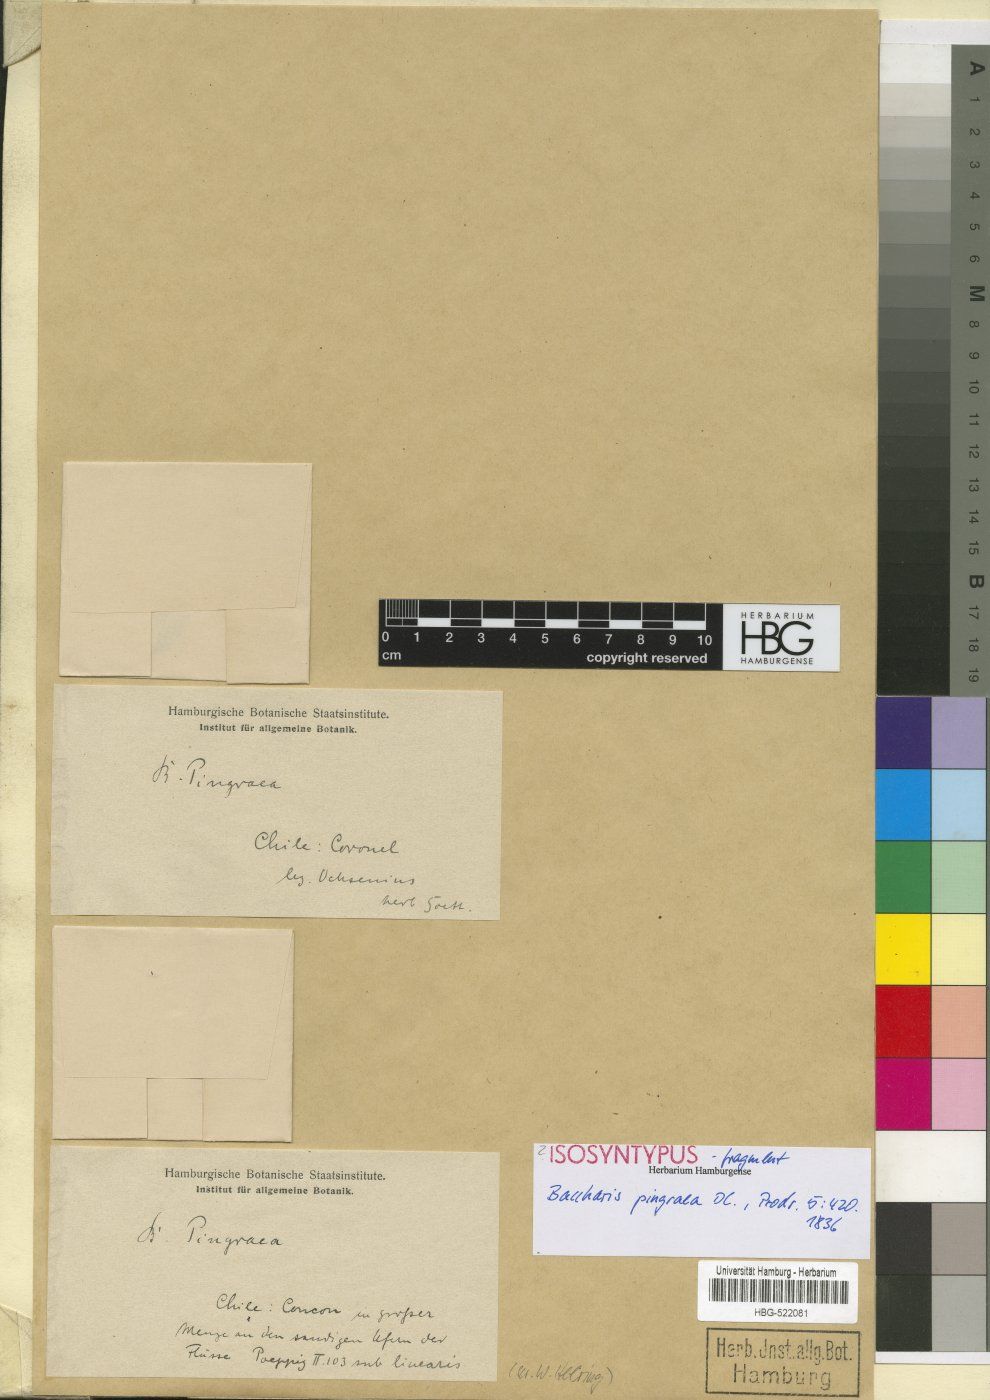 A
1
2
3
4
5
6
M
8
9
10
11
12
13
14
15
B
17
18
19
0 1 2 3 4 5 6 7 8 9 10
cm
copyright reserved
HERBARIUM
HBG
HAMBURGENSE
Hamburgische Botanische Staatsinstitute.
Institut für allgemeine Botanik.
B. Pingraea
Chile: Coronel
leg. Ochsenius
herb Goett.
Hamburgische Botanische Staatsinstitute.
Institut für allgemeine Botanik.
B. Pingraea
Chile: Concon in großer
Menge an den sandigen Ufern der
Flüsse Poeppig II.103 sub linearis
ISOSYNTYPUS - fragment
Herbarium Hamburgense
Baccharis pingraea DC., Prodr. 5:420.
1836
Universität Hamburg - Herbarium
HBG-522081
Herb.Jnst.allg.Bot.
Hamburg